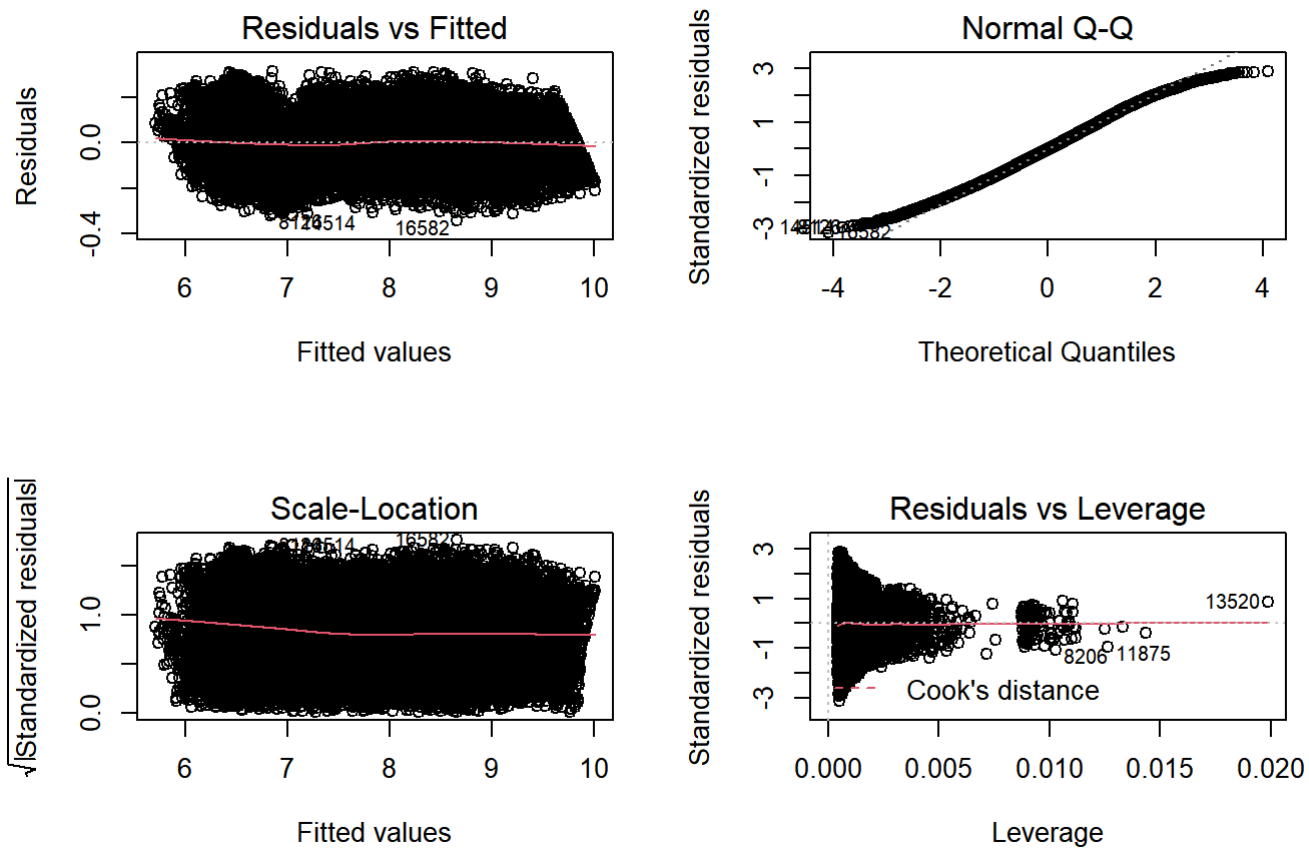 Residuals vs Fitted
Residuals
0.0
-0.4
16582
6 7 8 9 10
Fitted values
Normal Q-Q
Standardized residuals
3
1
-1
-3
16582
-4 -2 0 2 4
Theoretical Quantiles
Scale-Location
√|Standardized residuals|
1.0
0.0
16582
6 7 8 9 10
Fitted values
Residuals vs Leverage
Standardized residuals
3
1
-1
-3
13520
8206
11875
Cook's distance
0.000 0.005 0.010 0.015 0.020
Leverage